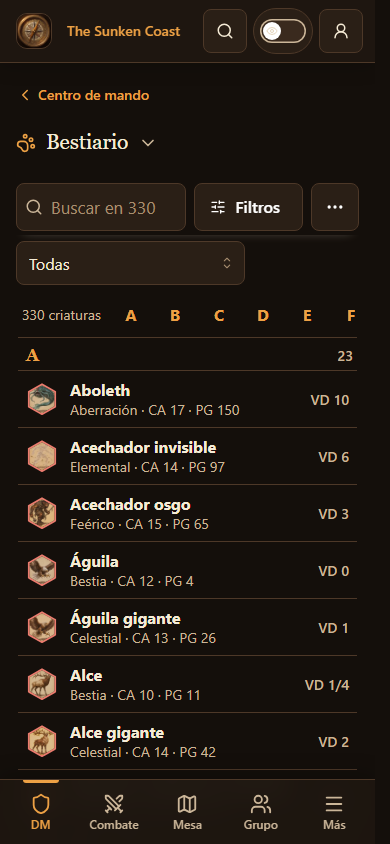 The Sunken Coast
Centro de mando
Bestiario
Buscar en 330
Filtros
Todas
330 criaturas A B C D E F
A 23
Aboleth
Aberración · CA 17 · PG 150
VD 10
Acechador invisible
Elemental · CA 14 · PG 97
VD 6
Acechador osgo
Feérico · CA 15 · PG 65
VD 3
Águila
Bestia · CA 12 · PG 4
VD 0
Águila gigante
Celestial · CA 13 · PG 26
VD 1
Alce
Bestia · CA 10 · PG 11
VD 1/4
Alce gigante
Celestial · CA 14 · PG 42
VD 2
DM Combate Mesa Grupo Más